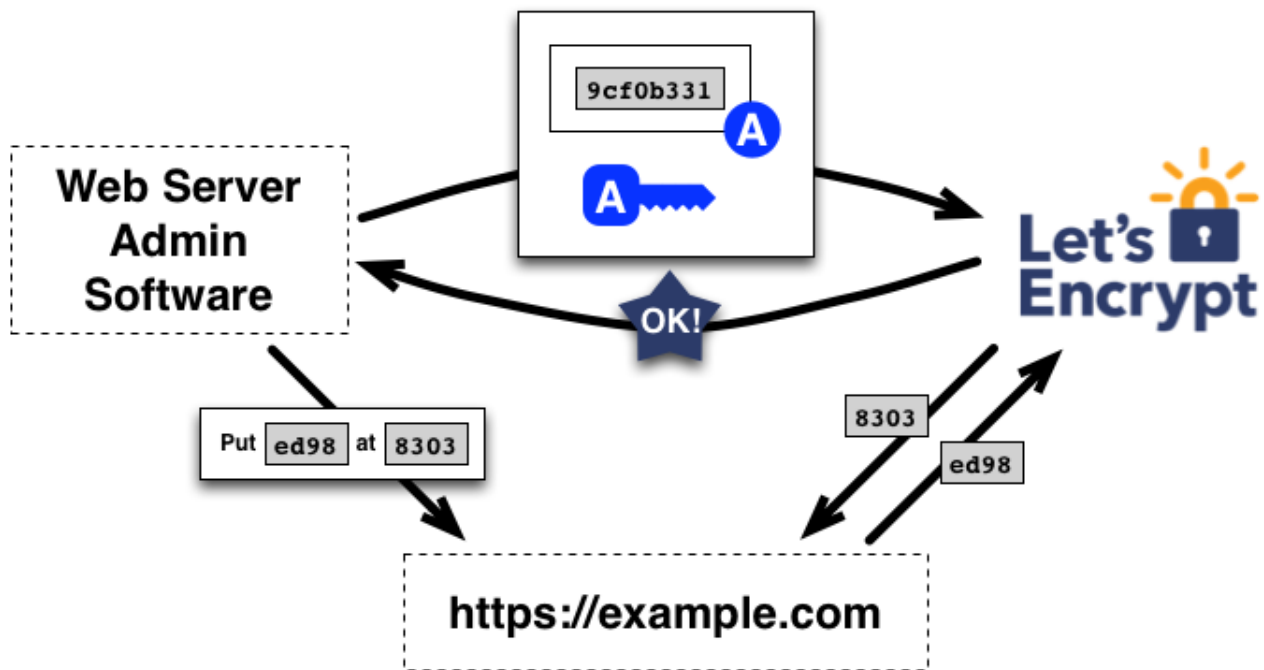 9cf0b331
A
A
Web Server
Admin
Software
Let's
Encrypt
OK!
Put ed98 at 8303
8303
ed98
https://example.com